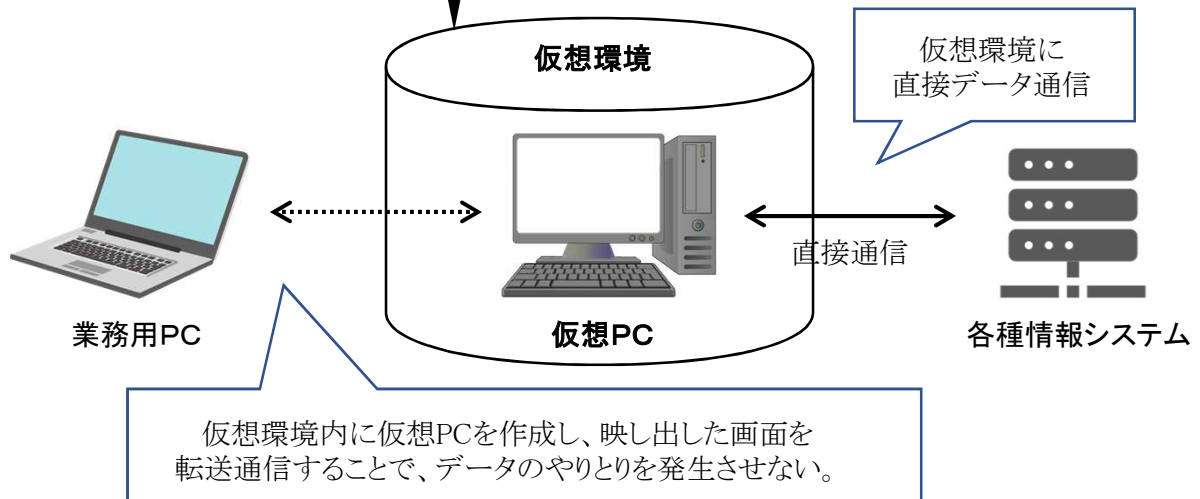 仮想環境
仮想環境に
直接データ通信
直接通信
業務用PC
仮想PC
各種情報システム
仮想環境内に仮想PCを作成し、映し出した画面を
転送通信することで、データのやりとりを発生させない。